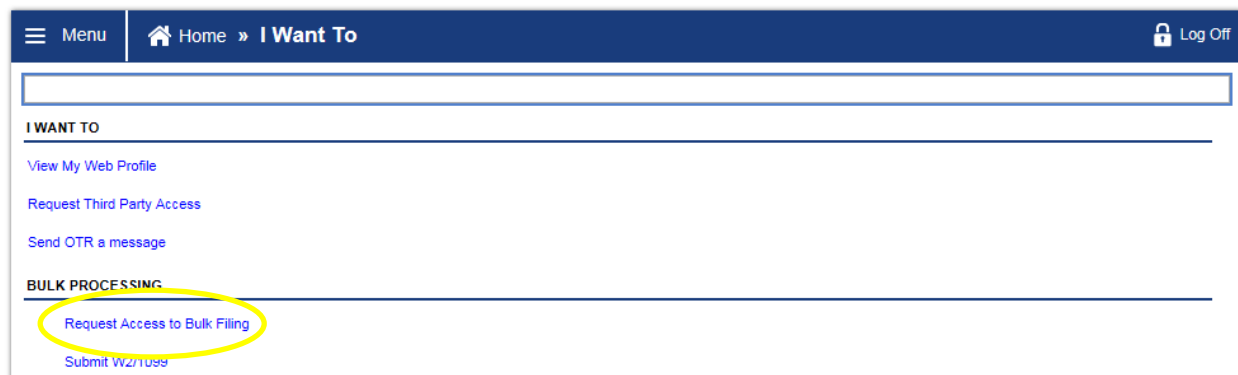 Menu Home » I Want To Log Off
I WANT TO
View My Web Profile
Request Third Party Access
Send OTR a message
BULK PROCESSING
Request Access to Bulk Filing
Submit W2/1099